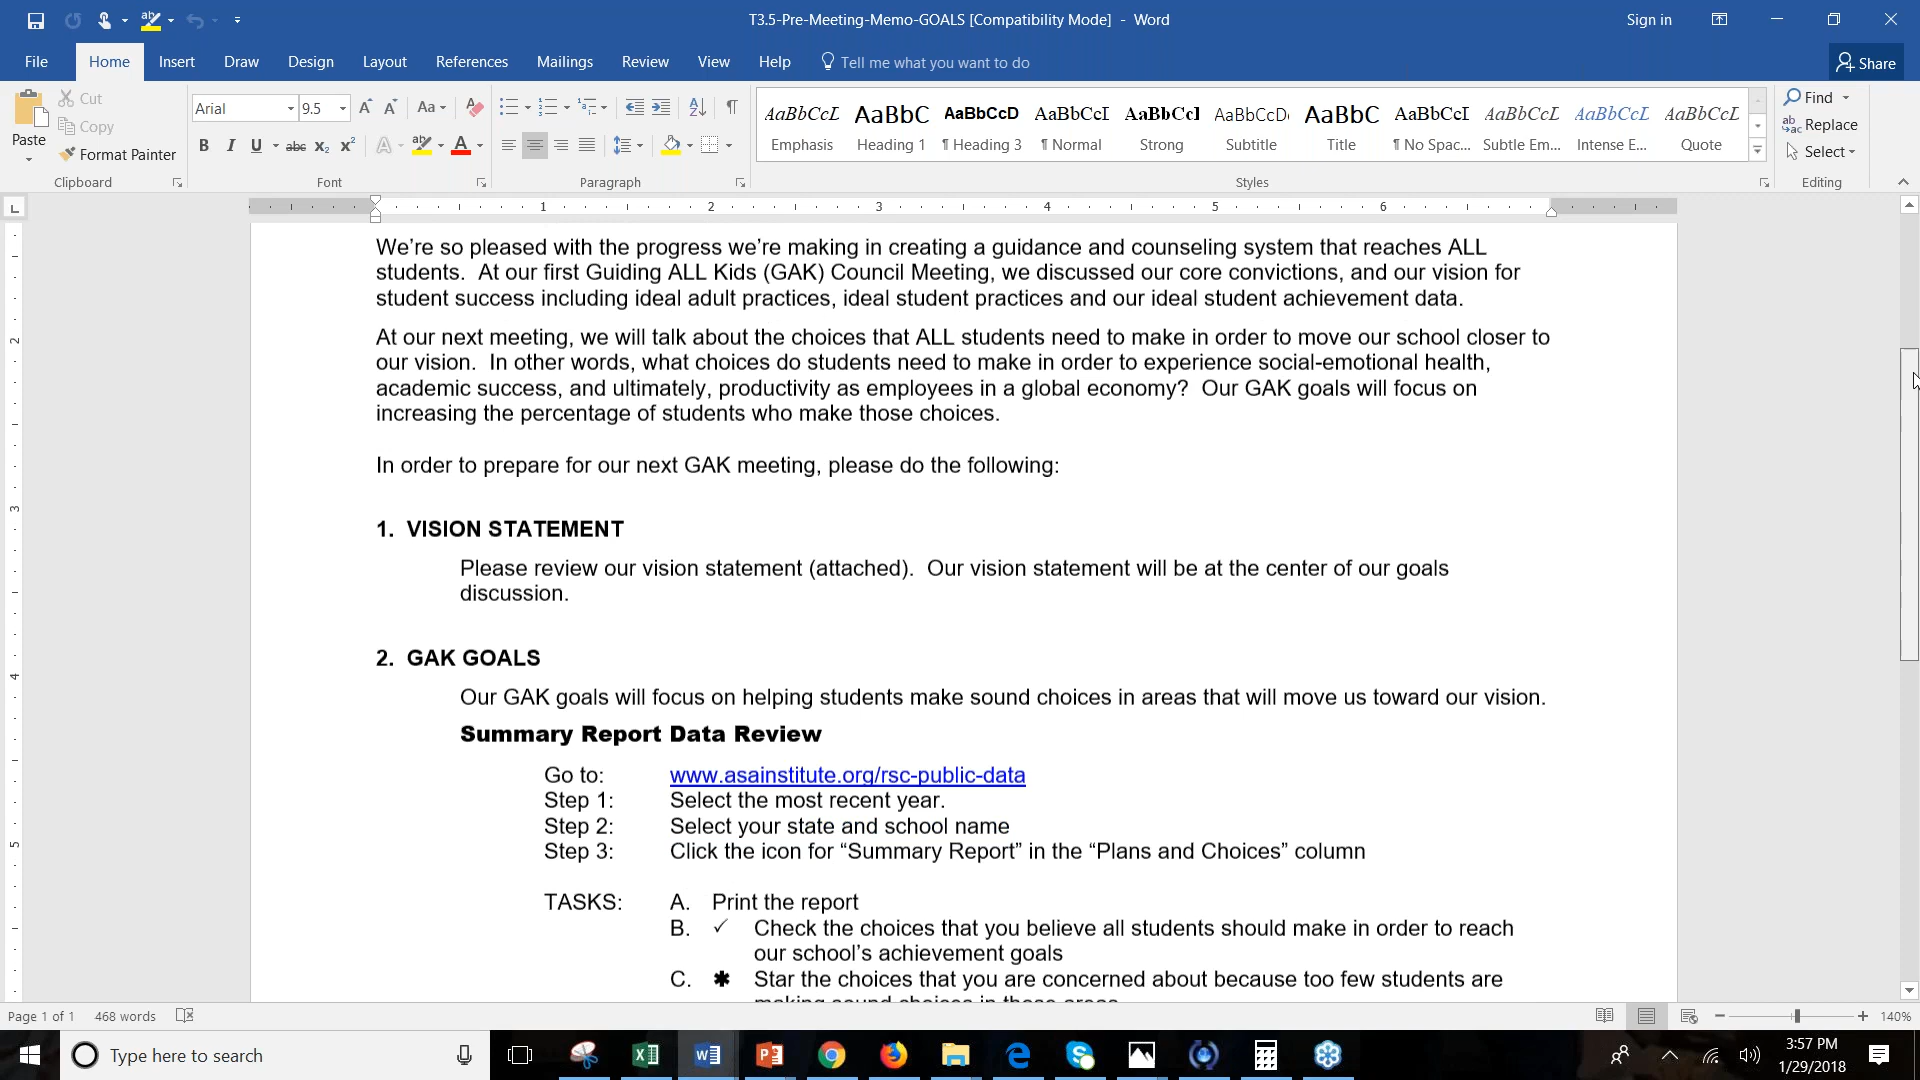 T3.5-Pre-Meeting-Memo-GOALS [Compatibility Mode] - Word
Sign in
File Home Insert Draw Design Layout References Mailings Review View Help Tell me what you want to do Share
Paste
Cut
Copy
Format Painter
Clipboard
Arial 9.5
Font
Paragraph
AaBbCcL AaBbC AaBbCcD AaBbCcI AaBbCcI AaBbCcD AaBbC AaBbCcI AaBbCcL AaBbCcL AaBbCcL
Emphasis Heading 1 ¶ Heading 3 ¶ Normal Strong Subtitle Title ¶ No Spac... Subtle Em... Intense E... Quote
Styles
Find
Replace
Select
Editing
1 2 3 4 5 6
We’re so pleased with the progress we’re making in creating a guidance and counseling system that reaches ALL
students. At our first Guiding ALL Kids (GAK) Council Meeting, we discussed our core convictions, and our vision for
student success including ideal adult practices, ideal student practices and our ideal student achievement data.
At our next meeting, we will talk about the choices that ALL students need to make in order to move our school closer to
our vision. In other words, what choices do students need to make in order to experience social-emotional health,
academic success, and ultimately, productivity as employees in a global economy? Our GAK goals will focus on
increasing the percentage of students who make those choices.
In order to prepare for our next GAK meeting, please do the following:
1. VISION STATEMENT
Please review our vision statement (attached). Our vision statement will be at the center of our goals
discussion.
2. GAK GOALS
Our GAK goals will focus on helping students make sound choices in areas that will move us toward our vision.
Summary Report Data Review
Go to: www.asainstitute.org/rsc-public-data
Step 1: Select the most recent year.
Step 2: Select your state and school name
Step 3: Click the icon for “Summary Report” in the “Plans and Choices” column
TASKS: A. Print the report
B. ✓ Check the choices that you believe all students should make in order to reach
our school’s achievement goals
C. ✱ Star the choices that you are concerned about because too few students are
making sound choices in these areas
Page 1 of 1 468 words
140%
Type here to search
3:57 PM
1/29/2018